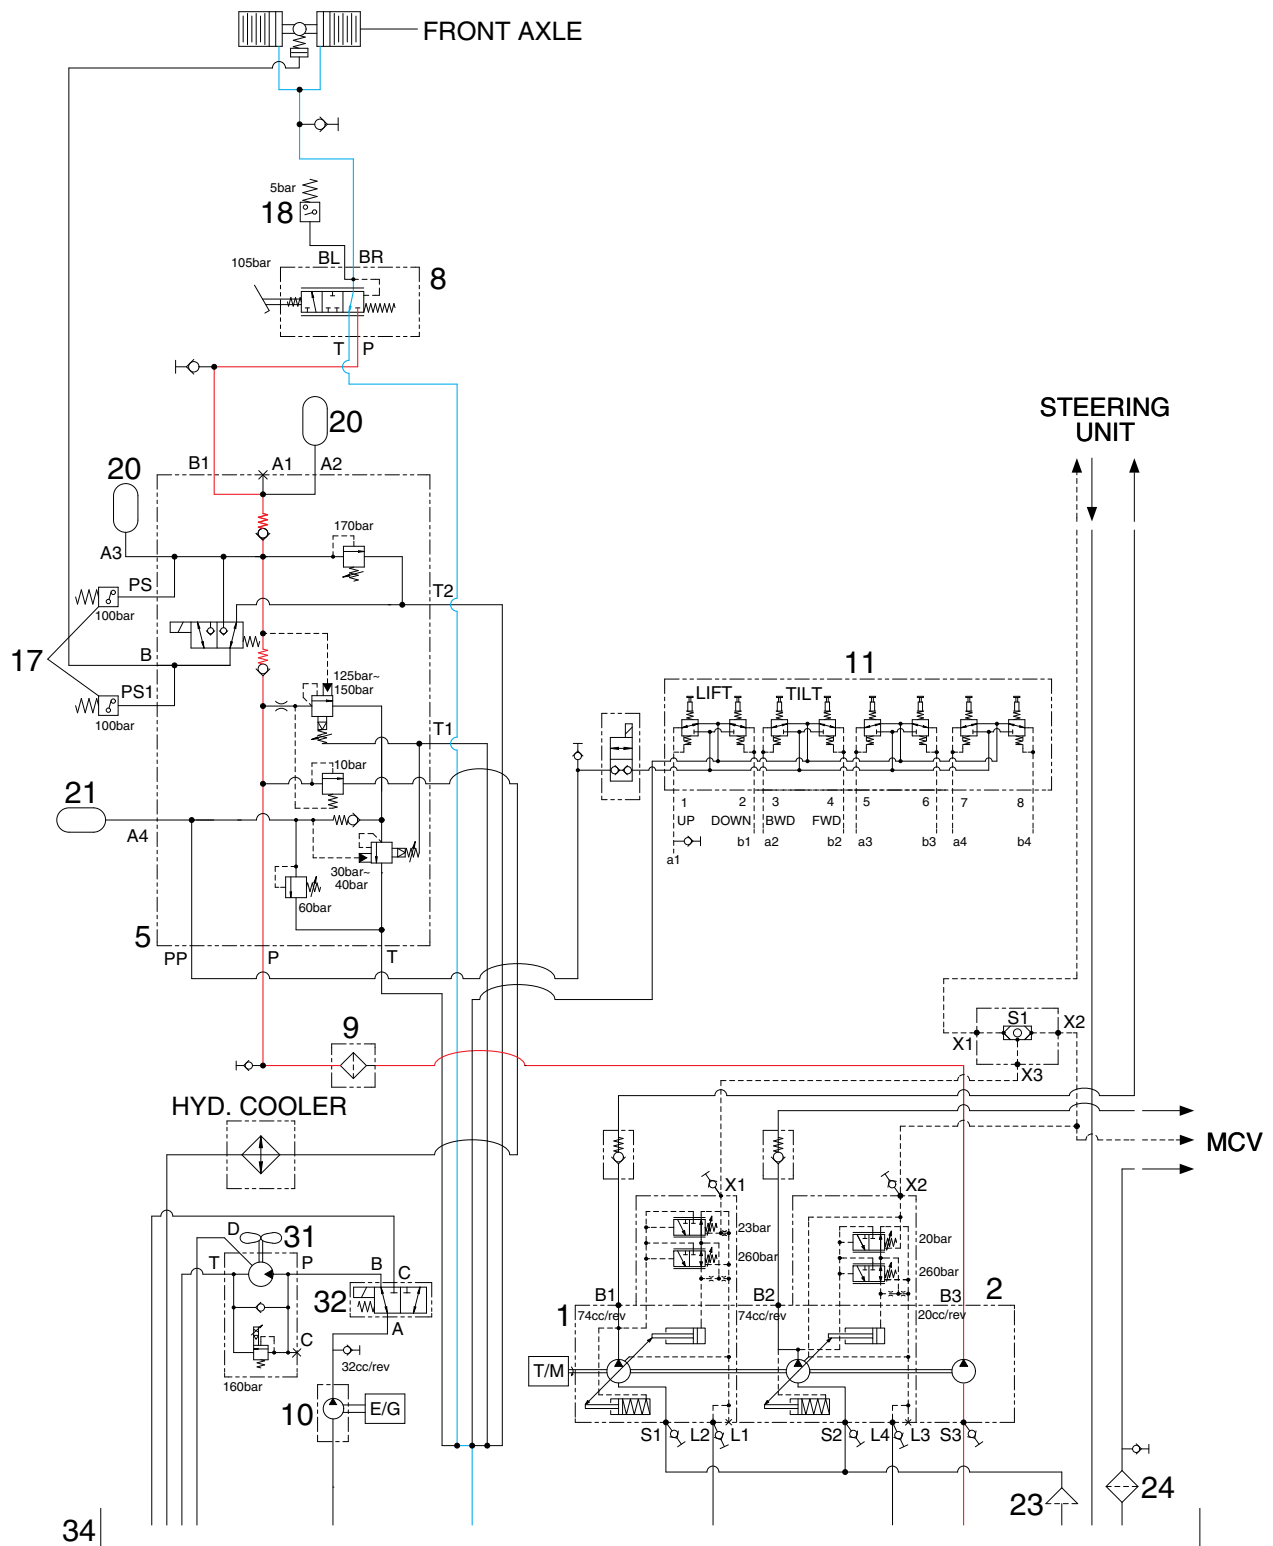 FRONT AXLE
5bar
18
BL BR
105bar
8
T P
20
STEERING
UNIT
20
B1 A1 A2
170bar
A3
PS
T2
100bar
17
B
11
125bar~
150bar
LIFT TILT
PS1
100bar
T1
10bar
21
1 2 3 4 5 6 7 8
UP DOWN BWD FWD
A4
b1 a2 b2 a3 b3 a4 b4
a1
30bar~
40bar
60bar
5
PP P T
9
S1
X2
X1
X3
HYD. COOLER
MCV
X1 X2
D 31
23bar
20bar
T P
B
C
260bar
260bar
32
B1 B2 B3 2
1
74cc/rev 74cc/rev 20cc/rev
A
C
32cc/rev
T/M
160bar
10
E/G
S1 L2 L1 S2 L4 L3 S3
23
24
34